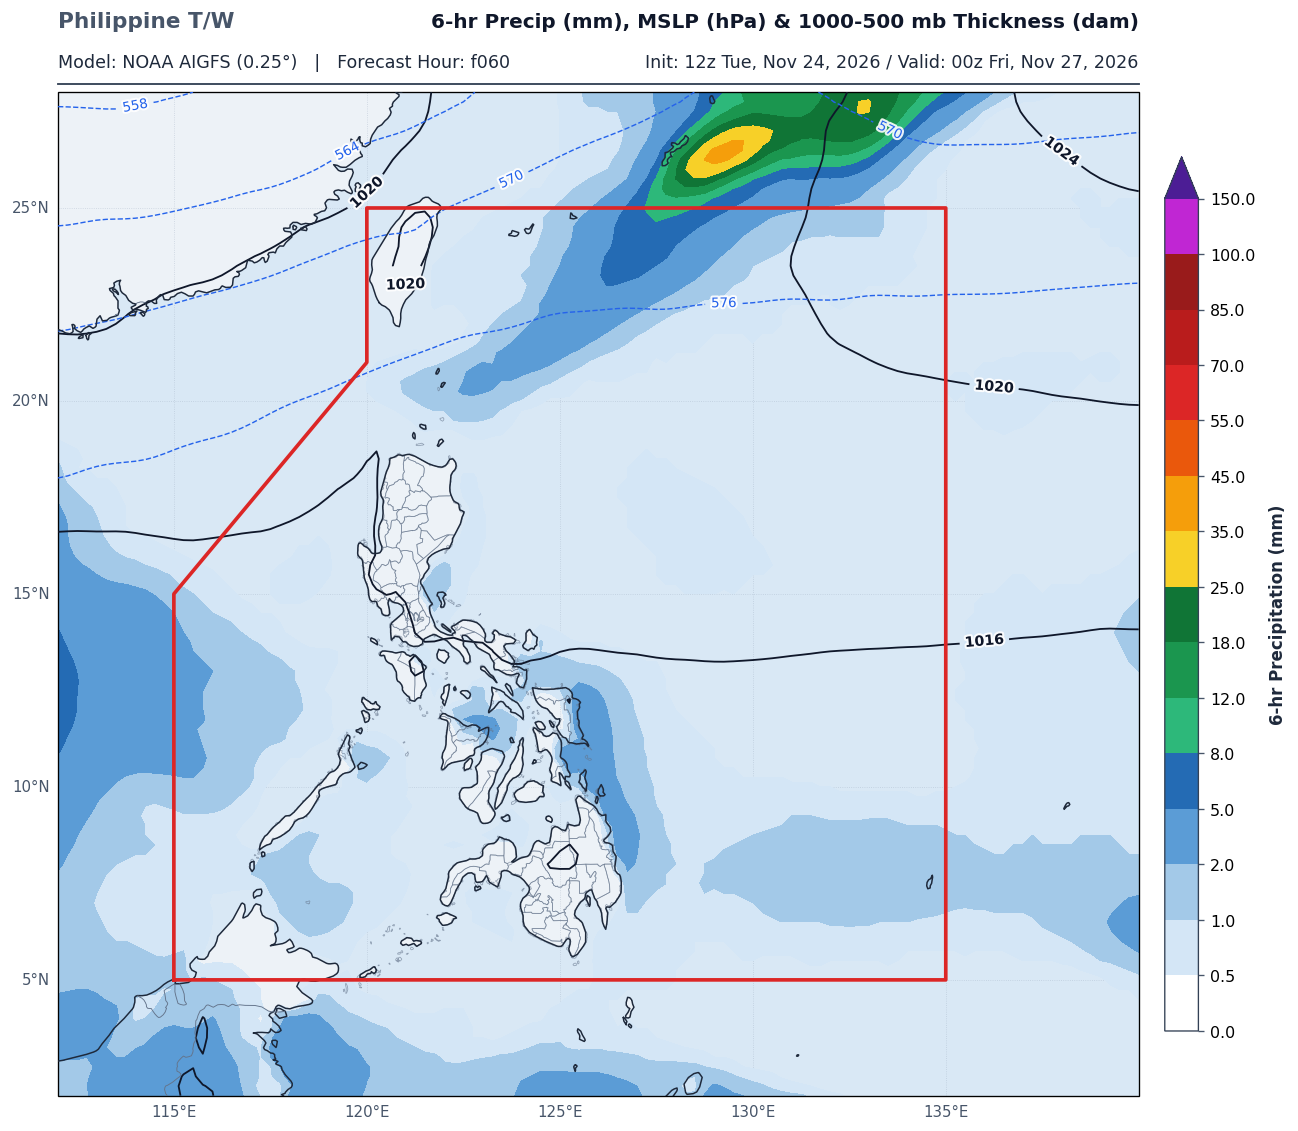 Philippine T/W
6-hr Precip (mm), MSLP (hPa) & 1000-500 mb Thickness (dam)
Model: NOAA AIGFS (0.25°)   |   Forecast Hour: f060
Init: 12z Tue, Nov 24, 2026 / Valid: 00z Fri, Nov 27, 2026
558
564
570
570
576
1020
1020
1020
1024
1016
25°N
20°N
15°N
10°N
5°N
115°E
120°E
125°E
130°E
135°E
150.0
100.0
85.0
70.0
55.0
45.0
35.0
25.0
18.0
12.0
8.0
5.0
2.0
1.0
0.5
0.0
6-hr Precipitation (mm)